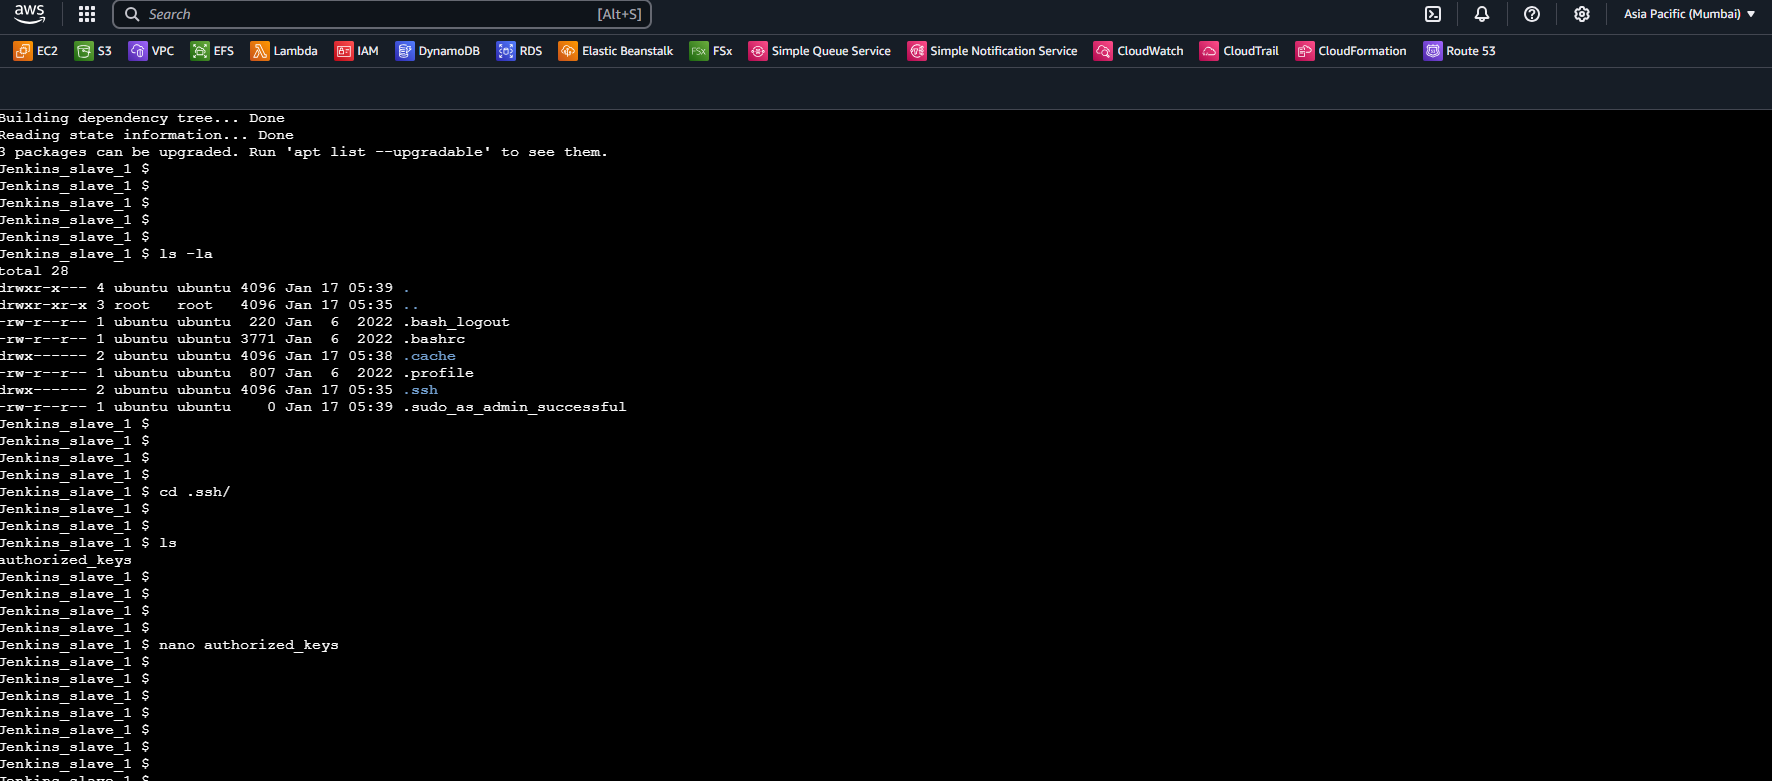 aws
Search [Alt+S] Asia Pacific (Mumbai)
EC2 S3 VPC EFS Lambda IAM DynamoDB RDS Elastic Beanstalk FSx FSx Simple Queue Service Simple Notification Service CloudWatch CloudTrail CloudFormation Route 53
Building dependency tree... Done
Reading state information... Done
3 packages can be upgraded. Run 'apt list --upgradable' to see them.
Jenkins_slave_1 $
Jenkins_slave_1 $
Jenkins_slave_1 $
Jenkins_slave_1 $
Jenkins_slave_1 $
Jenkins_slave_1 $ ls -la
total 28
drwxr-x--- 4 ubuntu ubuntu 4096 Jan 17 05:39 .
drwxr-xr-x 3 root   root   4096 Jan 17 05:35 ..
-rw-r--r-- 1 ubuntu ubuntu  220 Jan  6  2022 .bash_logout
-rw-r--r-- 1 ubuntu ubuntu 3771 Jan  6  2022 .bashrc
drwx------ 2 ubuntu ubuntu 4096 Jan 17 05:38 .cache
-rw-r--r-- 1 ubuntu ubuntu  807 Jan  6  2022 .profile
drwx------ 2 ubuntu ubuntu 4096 Jan 17 05:35 .ssh
-rw-r--r-- 1 ubuntu ubuntu    0 Jan 17 05:39 .sudo_as_admin_successful
Jenkins_slave_1 $
Jenkins_slave_1 $
Jenkins_slave_1 $
Jenkins_slave_1 $
Jenkins_slave_1 $ cd .ssh/
Jenkins_slave_1 $
Jenkins_slave_1 $
Jenkins_slave_1 $ ls
authorized_keys
Jenkins_slave_1 $
Jenkins_slave_1 $
Jenkins_slave_1 $
Jenkins_slave_1 $
Jenkins_slave_1 $ nano authorized_keys
Jenkins_slave_1 $
Jenkins_slave_1 $
Jenkins_slave_1 $
Jenkins_slave_1 $
Jenkins_slave_1 $
Jenkins_slave_1 $
Jenkins_slave_1 $
Jenkins_slave_1 $